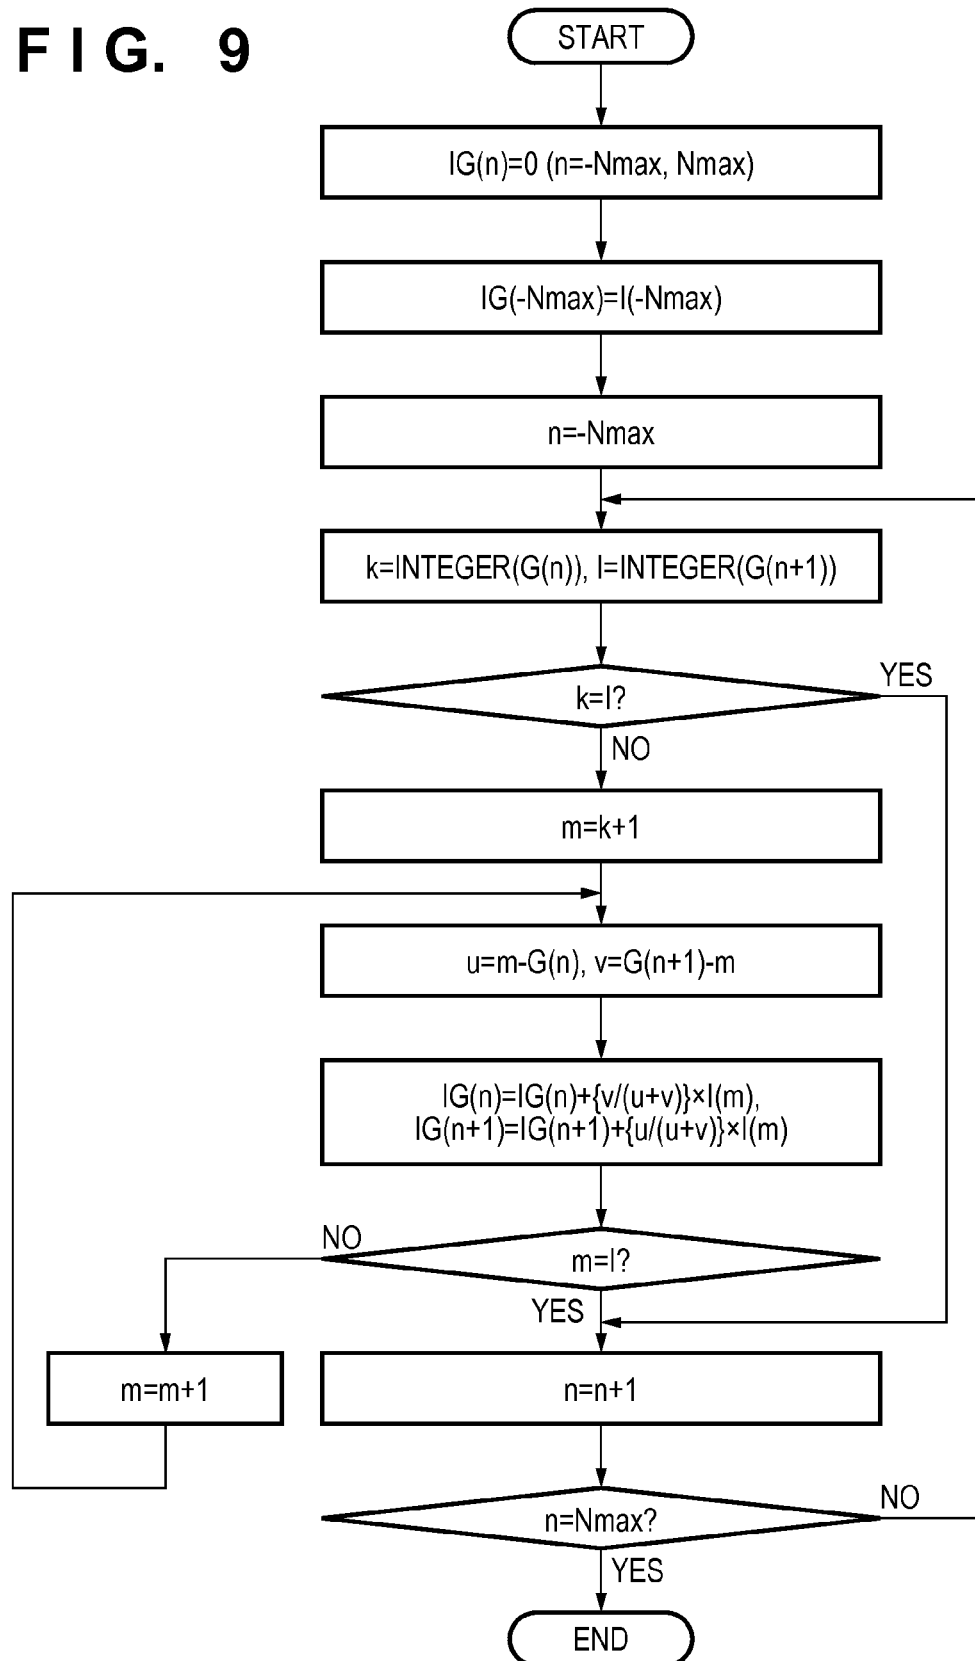 FIG. 9
START
IG(n)=0 (n=-Nmax, Nmax)
IG(-Nmax)=I(-Nmax)
n=-Nmax
k=INTEGER(G(n)), l=INTEGER(G(n+1))
k=l?
YES
NO
m=k+1
u=m-G(n), v=G(n+1)-m
IG(n)=IG(n)+{v/(u+v)}×I(m),
IG(n+1)=IG(n+1)+{u/(u+v)}×I(m)
NO
m=l?
YES
m=m+1
n=n+1
n=Nmax?
NO
YES
END